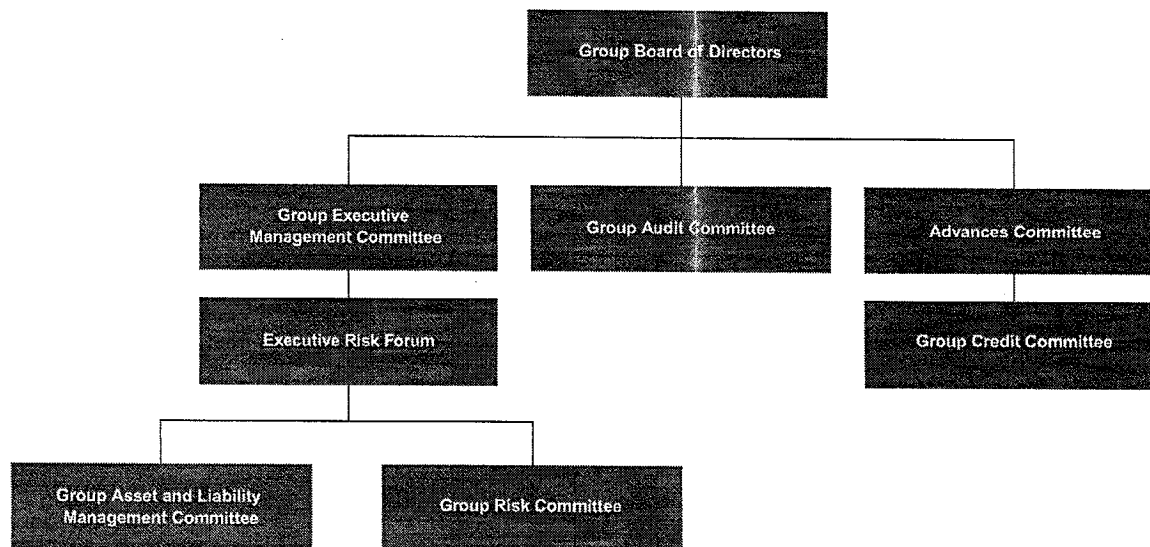 Group Board of Directors
Group Executive
Management Committee
Group Audit Committee
Advances Committee
Executive Risk Forum
Group Credit Committee
Group Asset and Liability
Management Committee
Group Risk Committee